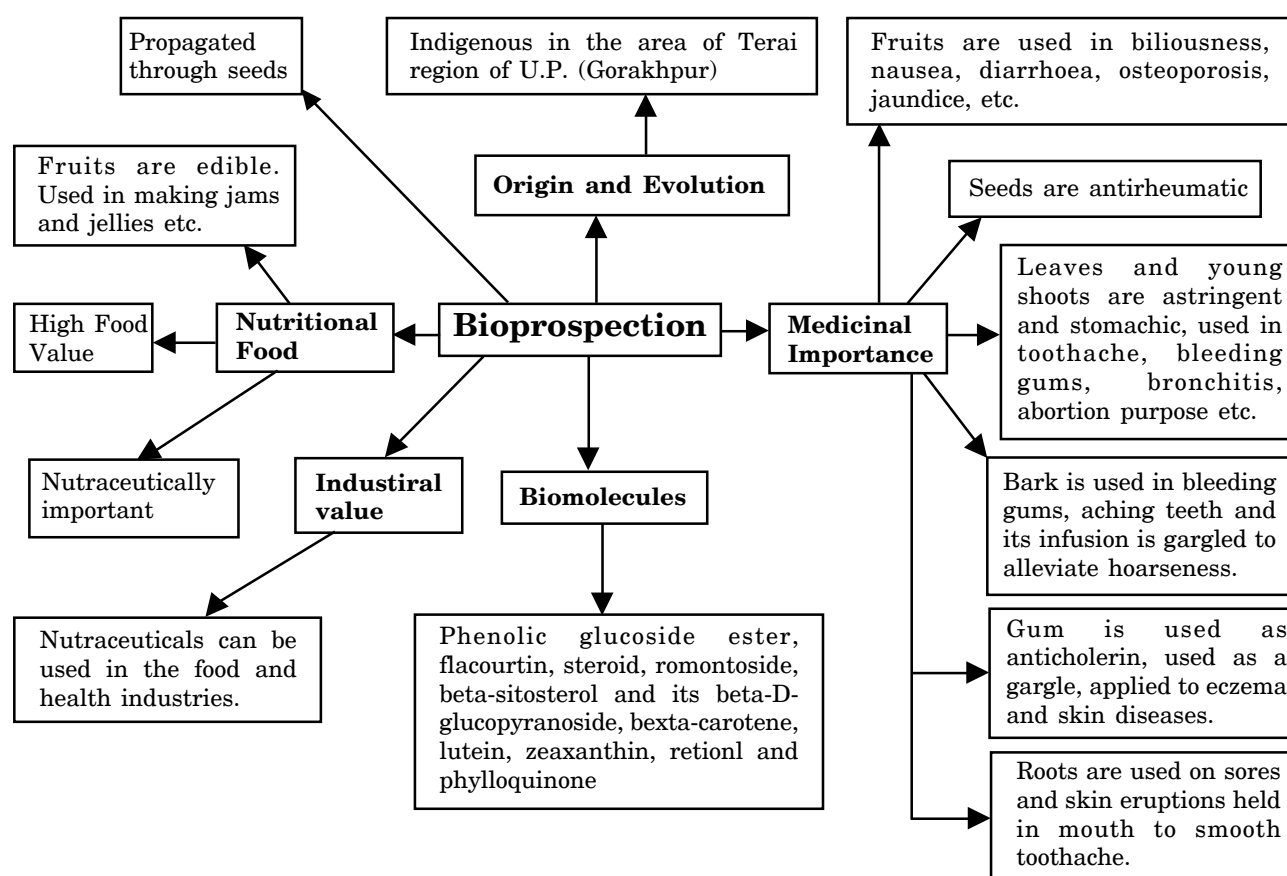 Propagated
through seeds
Indigenous in the area of Terai
region of U.P. (Gorakhpur)
Fruits are used in biliousness,
nausea, diarrhoea, osteoporosis,
jaundice, etc.
Fruits are edible.
Used in making jams
and jellies etc.
Origin and Evolution
Seeds are antirheumatic
High Food
Value
Nutritional
Food
Bioprospection
Medicinal
Importance
Leaves and young
shoots are astringent
and stomachic, used in
toothache, bleeding
gums, bronchitis,
abortion purpose etc.
Nutraceutically
important
Industiral
value
Biomolecules
Bark is used in bleeding
gums, aching teeth and
its infusion is gargled to
alleviate hoarseness.
Nutraceuticals can be
used in the food and
health industries.
Phenolic glucoside ester,
flacourtin, steroid, romontoside,
beta-sitosterol and its beta-D-
glucopyranoside, bexta-carotene,
lutein, zeaxanthin, retionl and
phylloquinone
Gum is used as
anticholerin, used as a
gargle, applied to eczema
and skin diseases.
Roots are used on sores
and skin eruptions held
in mouth to smooth
toothache.